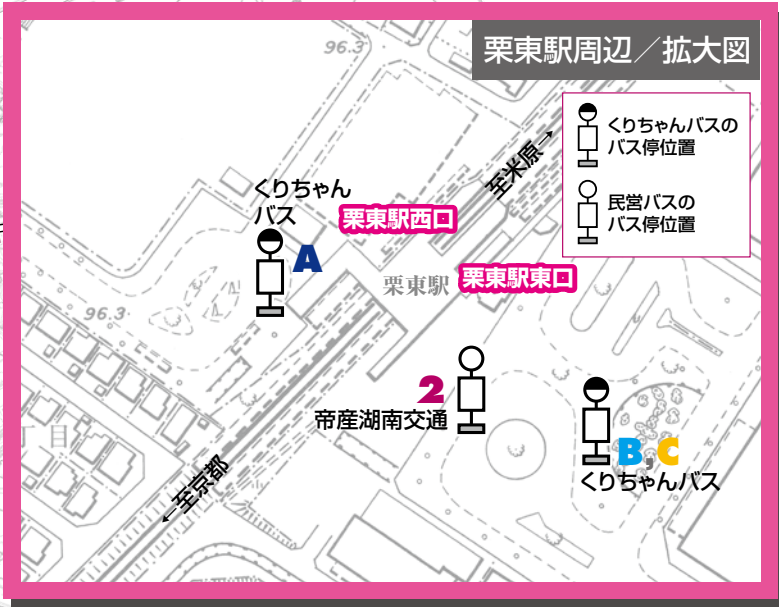 栗東駅周辺／拡大図
96.3
くりちゃんバスの
バス停位置
民営バスの
バス停位置
至米原→
くりちゃん
バス
栗東駅西口
A
栗東駅
栗東駅東口
96.3
2
帝産湖南交通
B,C
くりちゃんバス
丁目
←至京都